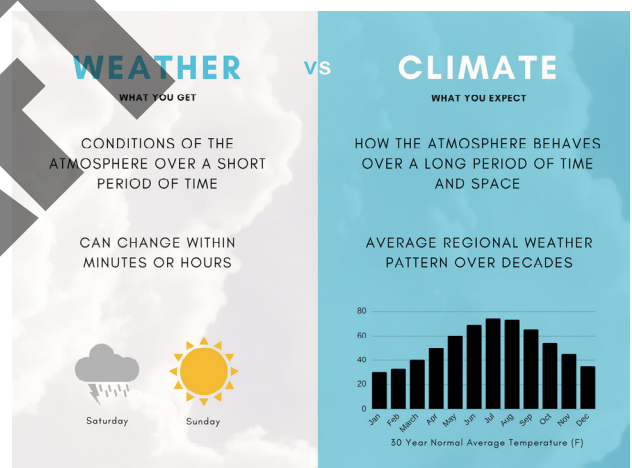 WEATHER
VS
CLIMATE
WHAT YOU GET
WHAT YOU EXPECT
CONDITIONS OF THE
ATMOSPHERE OVER A SHORT
PERIOD OF TIME
HOW THE ATMOSPHERE BEHAVES
OVER A LONG PERIOD OF TIME
AND SPACE
CAN CHANGE WITHIN
MINUTES OR HOURS
AVERAGE REGIONAL WEATHER
PATTERN OVER DECADES
Saturday
Sunday
80
60
40
20
0
Jan
Feb
March
Apr
May
Jun
Jul
Aug
Sep
Oct
Nov
Dec
30 Year Normal Average Temperature (F)